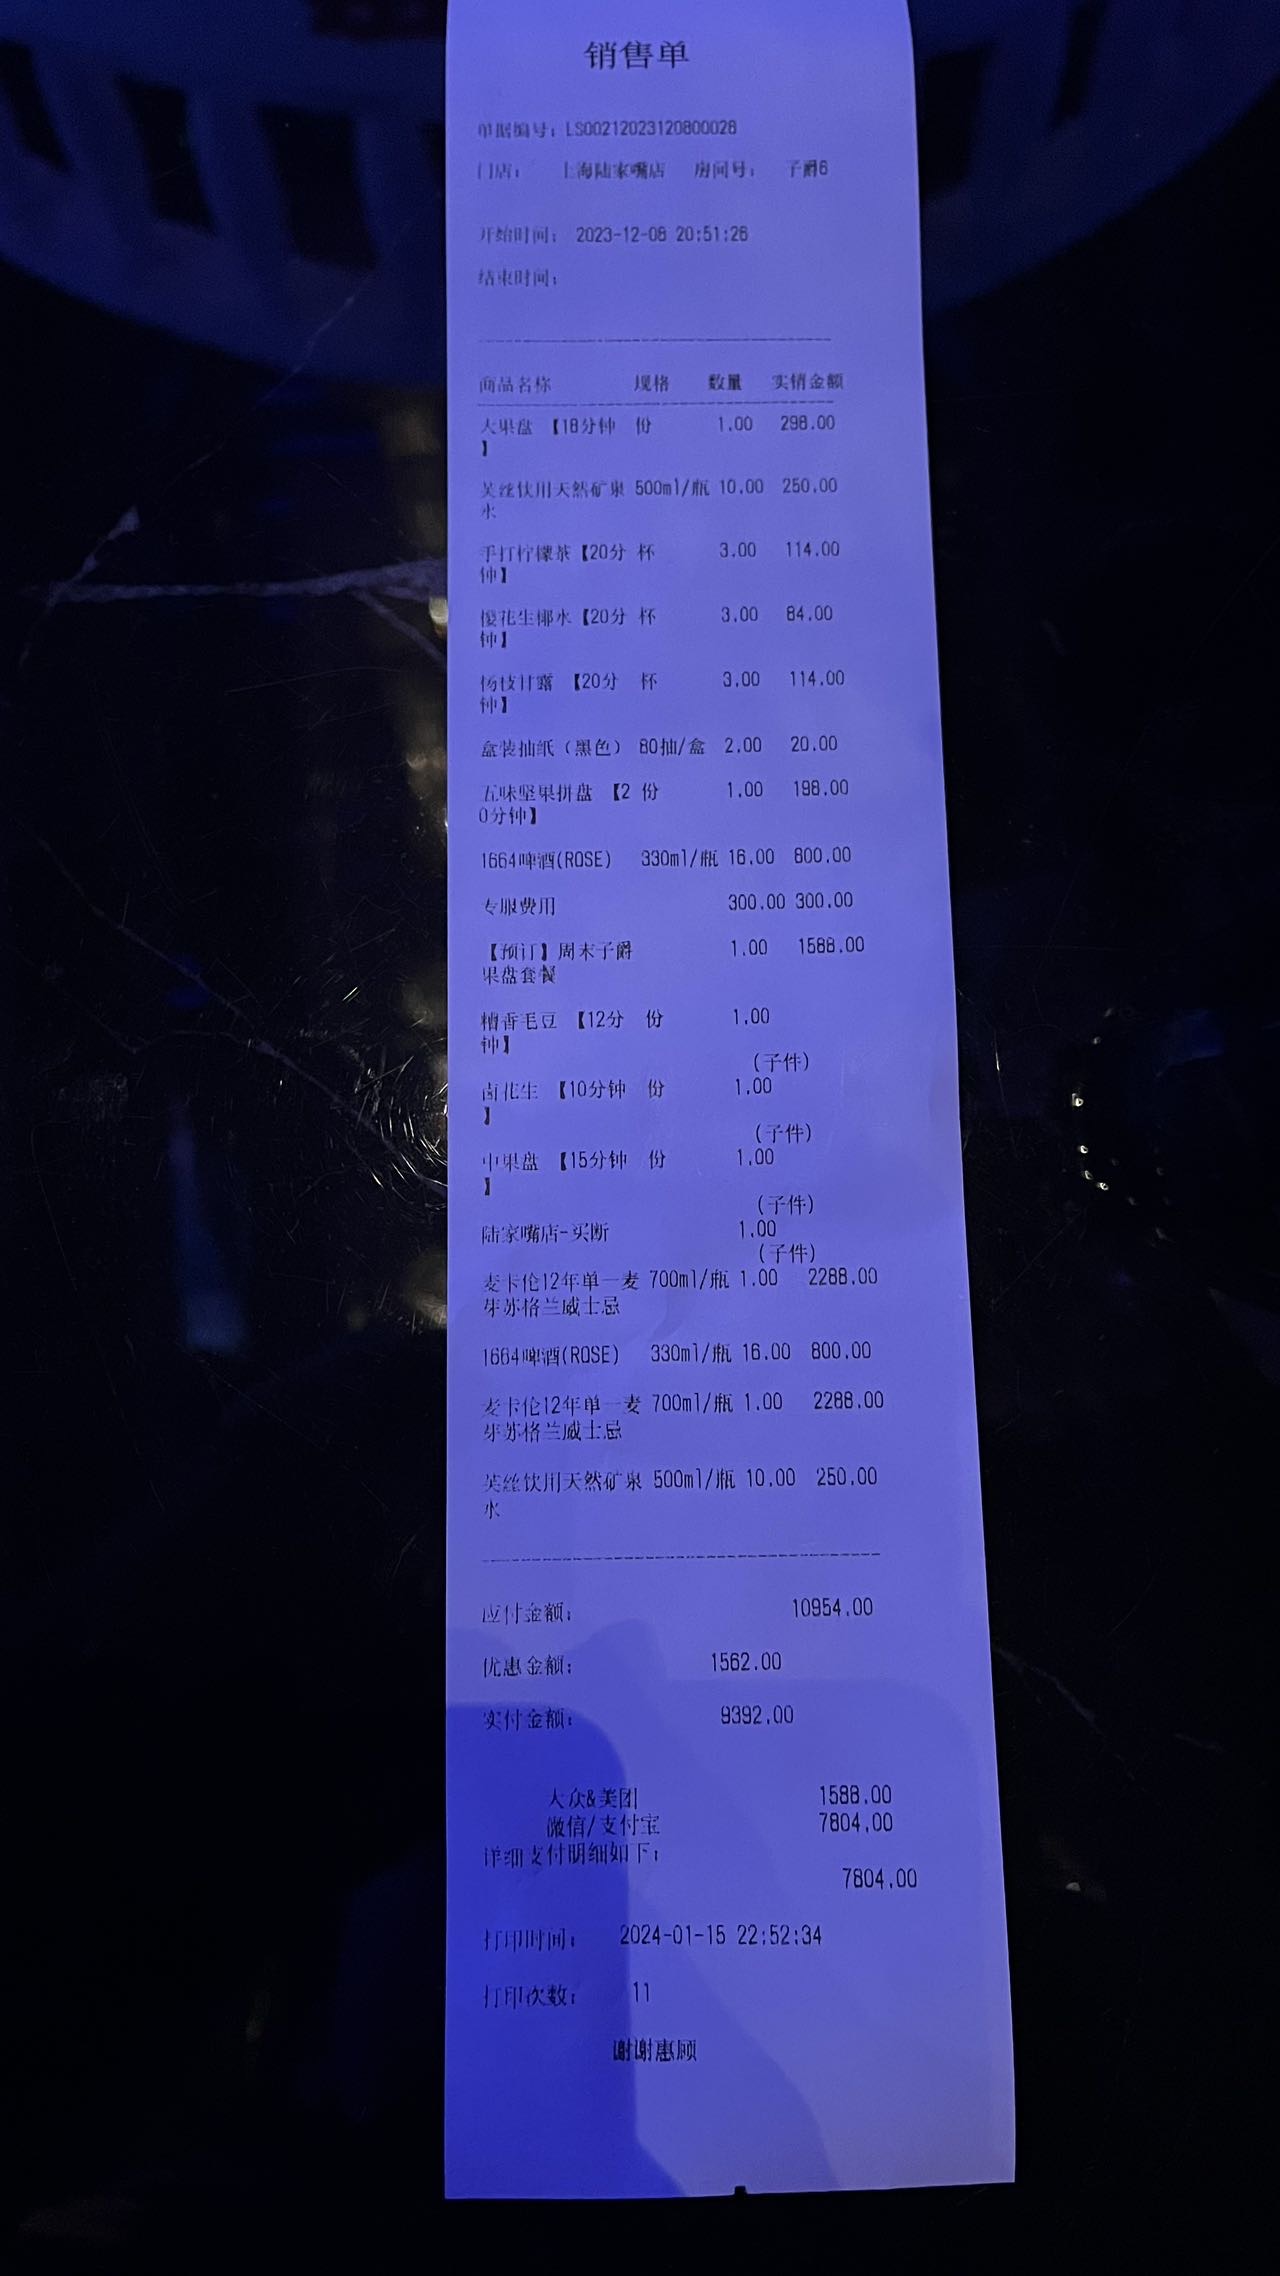 销售单
单据编号：LS00212023120800028
门店： 上海陆家嘴店 房间号： 子爵6
开始时间： 2023-12-08 20:51:28
结束时间：
商品名称 规格 数量 实销金额
大果盘 【18分钟 份 1.00 298.00
】
芙丝饮用天然矿泉 500ml/瓶 10.00 250.00
水
手打柠檬茶【20分 杯 3.00 114.00
钟】
花生椰水【20分 杯 3.00 84.00
钟】
杨枝甘露 【20分 杯 3.00 114.00
钟】
盒装抽纸（黑色） 80抽/盒 2.00 20.00
五味坚果拼盘 【2 份 1.00 198.00
0分钟】
1664啤酒(ROSE) 330ml/瓶 16.00 800.00
专服费用 300.00 300.00
【预订】周末子爵 1.00 1588.00
果盘套餐
糟香毛豆 【12分 份 1.00
钟】
(子件)
卤花生 【10分钟 份 1.00
】
(子件)
中果盘 【15分钟 份 1.00
】
(子件)
陆家嘴店-买断 1.00
(子件)
麦卡伦12年单一麦 700ml/瓶 1.00 2288.00
芽苏格兰威士忌
1664啤酒(ROSE) 330ml/瓶 16.00 800.00
麦卡伦12年单一麦 700ml/瓶 1.00 2288.00
芽苏格兰威士忌
芙丝饮用天然矿泉 500ml/瓶 10.00 250.00
水
应付金额： 10954.00
优惠金额： 1562.00
实付金额： 9392.00
大众&美团 1588.00
微信/支付宝 7804.00
详细支付明细如下：
7804.00
打印时间： 2024-01-15 22:52:34
打印次数： 11
谢谢惠顾